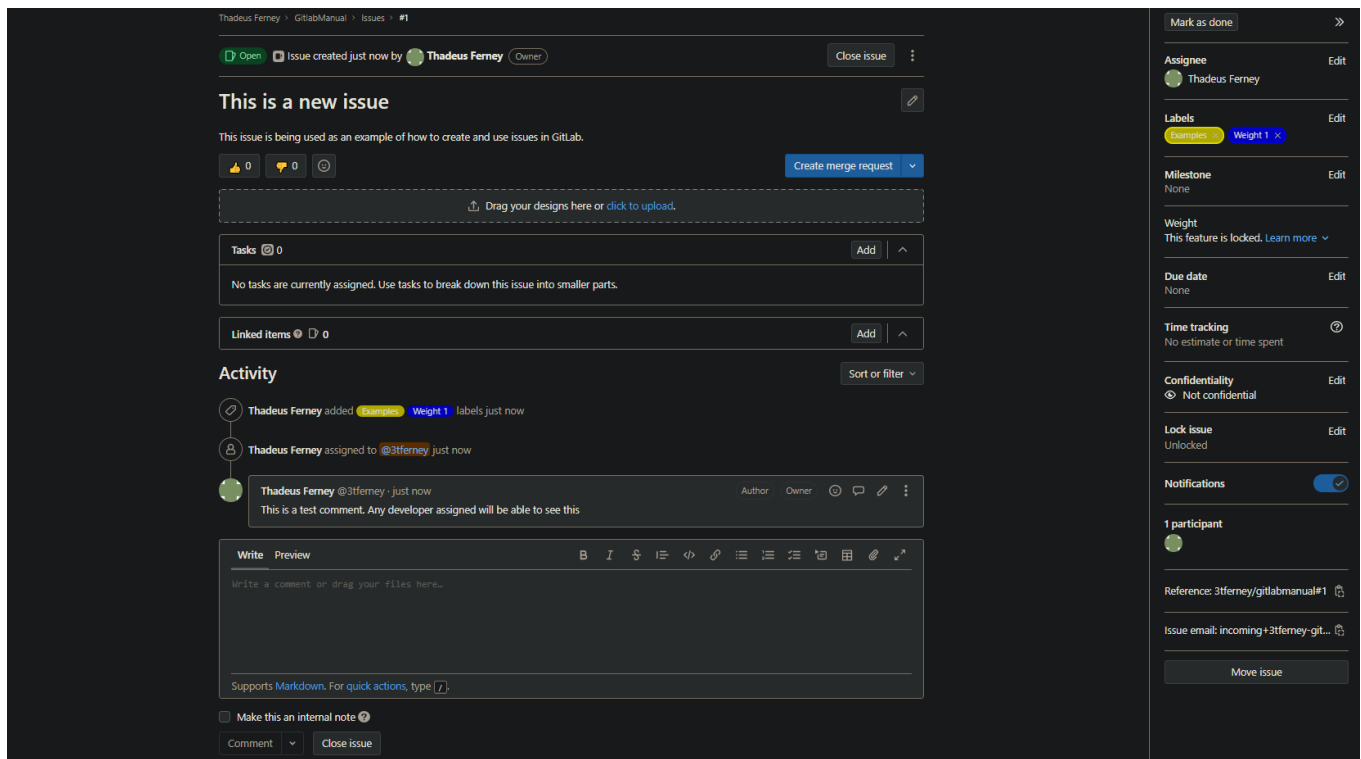 Thadeus Ferney > GitlabManual > Issues > #1
Open Issue created just now by Thadeus Ferney Owner
Close issue
This is a new issue
This issue is being used as an example of how to create and use issues in GitLab.
0 0
Create merge request
Drag your designs here or click to upload.
Tasks 0
Add
No tasks are currently assigned. Use tasks to break down this issue into smaller parts.
Linked items 0
Add
Activity
Sort or filter
Thadeus Ferney added Examples Weight 1 labels just now
Thadeus Ferney assigned to @3tferney just now
Thadeus Ferney @3tferney · just now
Author Owner
This is a test comment. Any developer assigned will be able to see this
Write Preview
Write a comment or drag your files here…
Supports Markdown. For quick actions, type /.
Make this an internal note
Comment
Close issue
Mark as done
Assignee Edit
Thadeus Ferney
Labels Edit
Examples × Weight 1 ×
Milestone Edit
None
Weight
This feature is locked. Learn more
Due date Edit
None
Time tracking
No estimate or time spent
Confidentiality Edit
Not confidential
Lock issue Edit
Unlocked
Notifications
1 participant
Reference: 3tferney/gitlabmanual#1
Issue email: incoming+3tferney-git...
Move issue